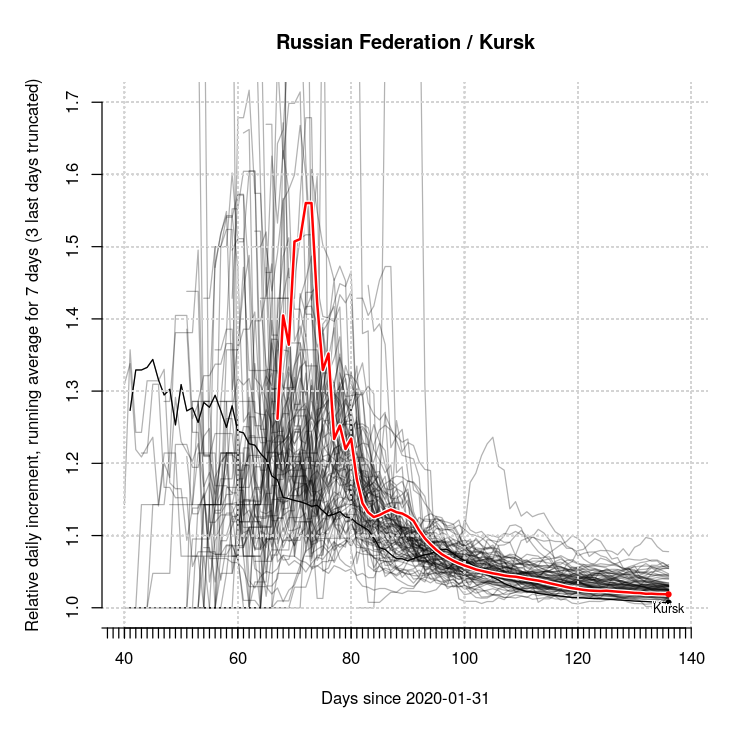 Russian Federation / Kursk
Relative daily increment, running average for 7 days (3 last days truncated)
1.7
1.6
1.5
1.4
1.3
1.2
1.1
1.0
Kursk
40 60 80 100 120 140
Days since 2020-01-31